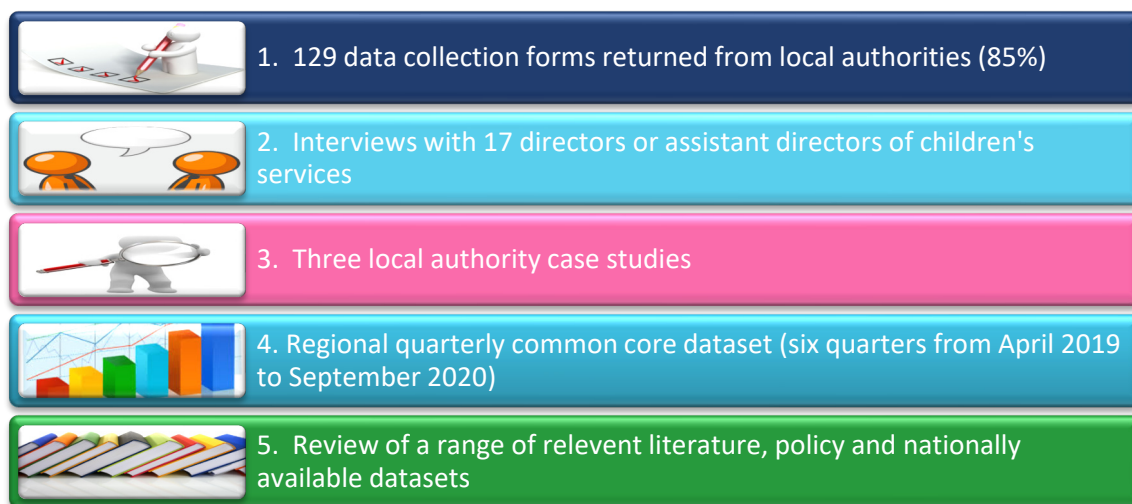 1.  129 data collection forms returned from local authorities (85%)
2.  Interviews with 17 directors or assistant directors of children's
services
3.  Three local authority case studies
4. Regional quarterly common core dataset (six quarters from April 2019
to September 2020)
5.  Review of a range of relevent literature, policy and nationally
available datasets